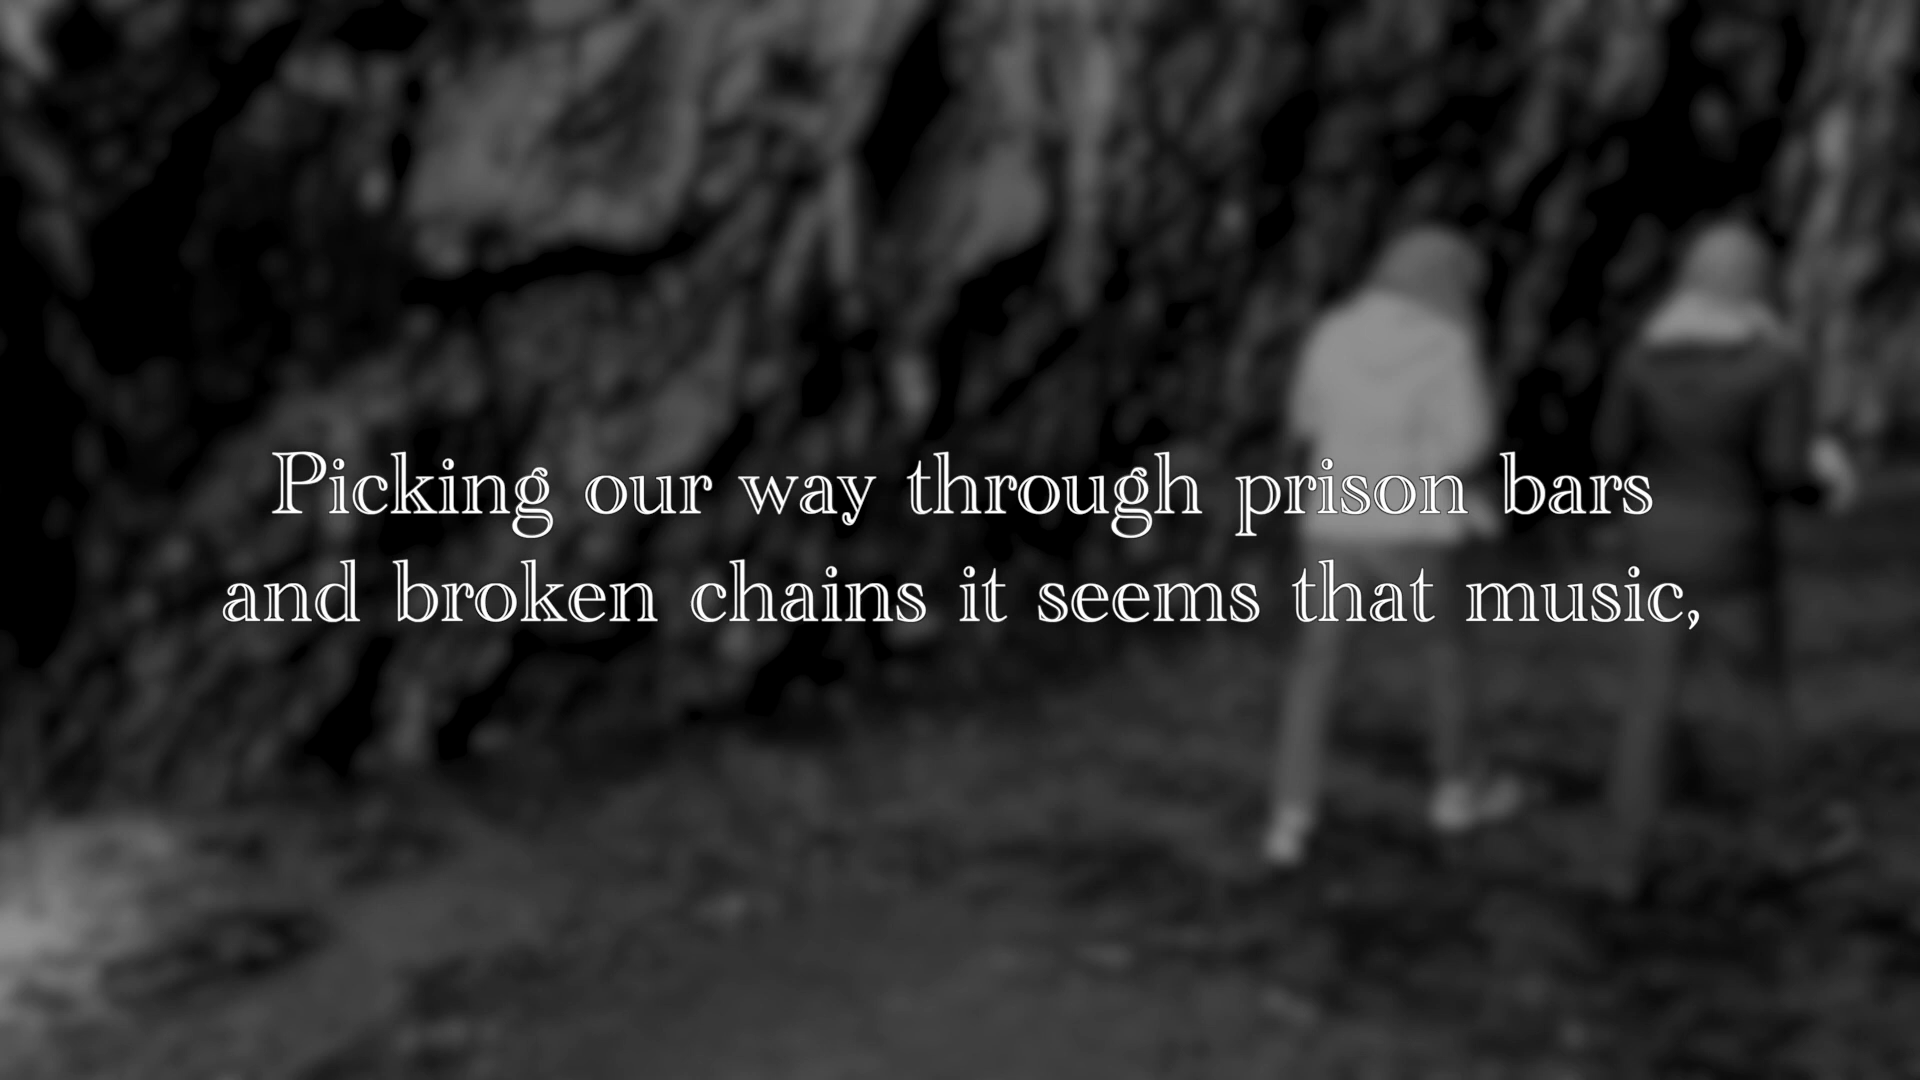 Picking our way through prison bars
and broken chains it seems that music,